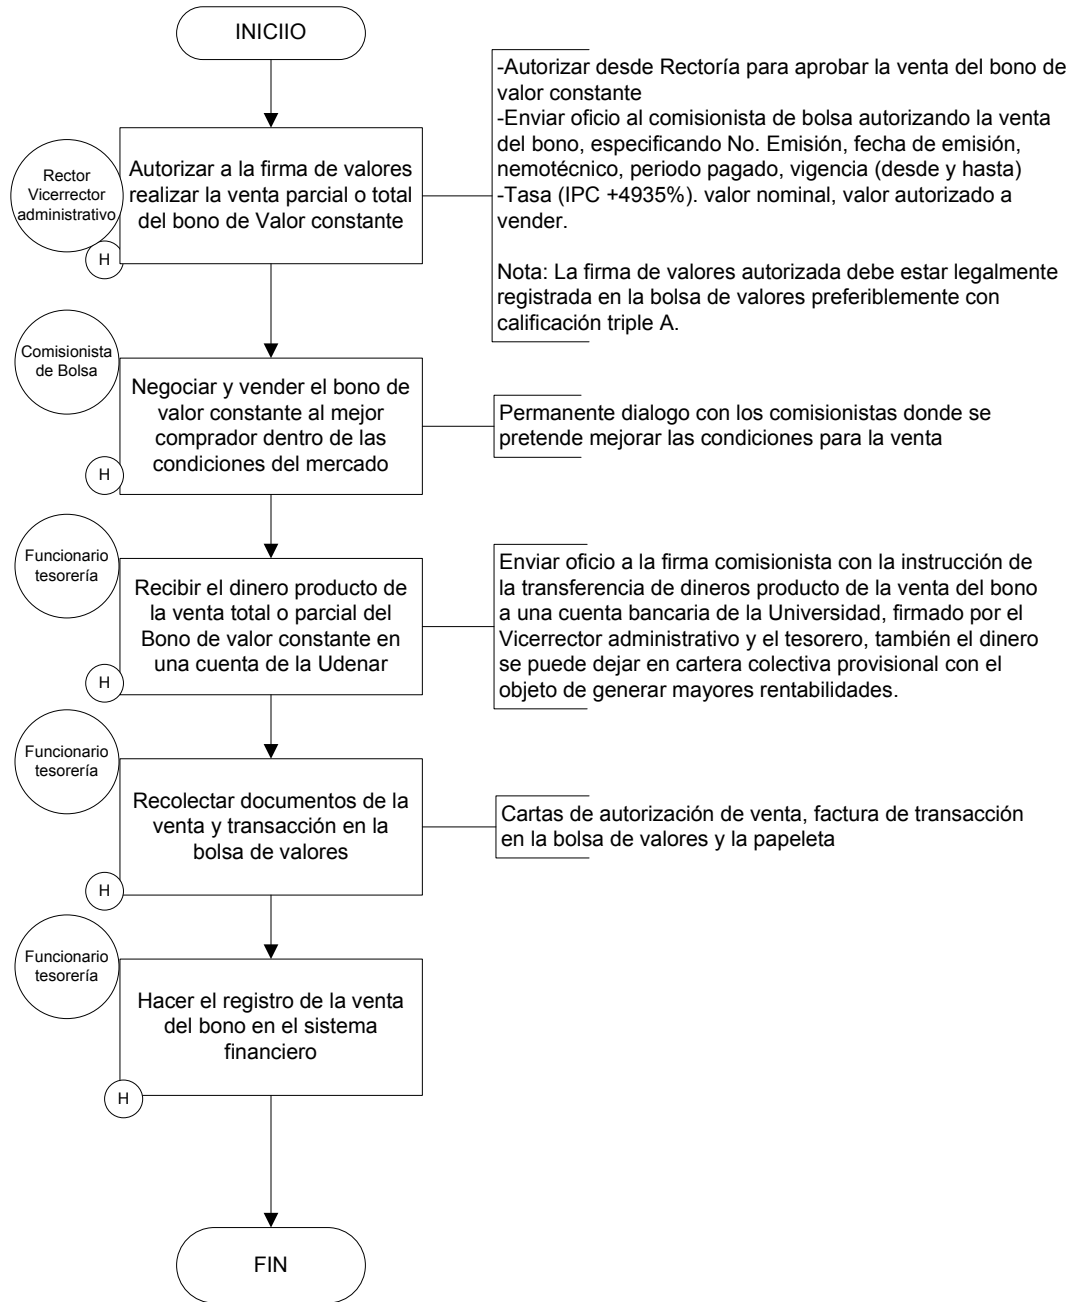 INICIIO
-Autorizar desde Rectoría para aprobar la venta del bono de
valor constante
-Enviar oficio al comisionista de bolsa autorizando la venta
del bono, especificando No. Emisión, fecha de emisión,
nemotécnico, periodo pagado, vigencia (desde y hasta)
-Tasa (IPC +4935%). valor nominal, valor autorizado a
vender.
Nota: La firma de valores autorizada debe estar legalmente
registrada en la bolsa de valores preferiblemente con
calificación triple A.
Rector
Vicerrector
administrativo
H
Autorizar a la firma de valores
realizar la venta parcial o total
del bono de Valor constante
Comisionista
de Bolsa
H
Negociar y vender el bono de
valor constante al mejor
comprador dentro de las
condiciones del mercado
Permanente dialogo con los comisionistas donde se
pretende mejorar las condiciones para la venta
Funcionario
tesorería
H
Recibir el dinero producto de
la venta total o parcial del
Bono de valor constante en
una cuenta de la Udenar
Enviar oficio a la firma comisionista con la instrucción de
la transferencia de dineros producto de la venta del bono
a una cuenta bancaria de la Universidad, firmado por el
Vicerrector administrativo y el tesorero, también el dinero
se puede dejar en cartera colectiva provisional con el
objeto de generar mayores rentabilidades.
Funcionario
tesorería
H
Recolectar documentos de la
venta y transacción en la
bolsa de valores
Cartas de autorización de venta, factura de transacción
en la bolsa de valores y la papeleta
Funcionario
tesorería
H
Hacer el registro de la venta
del bono en el sistema
financiero
FIN